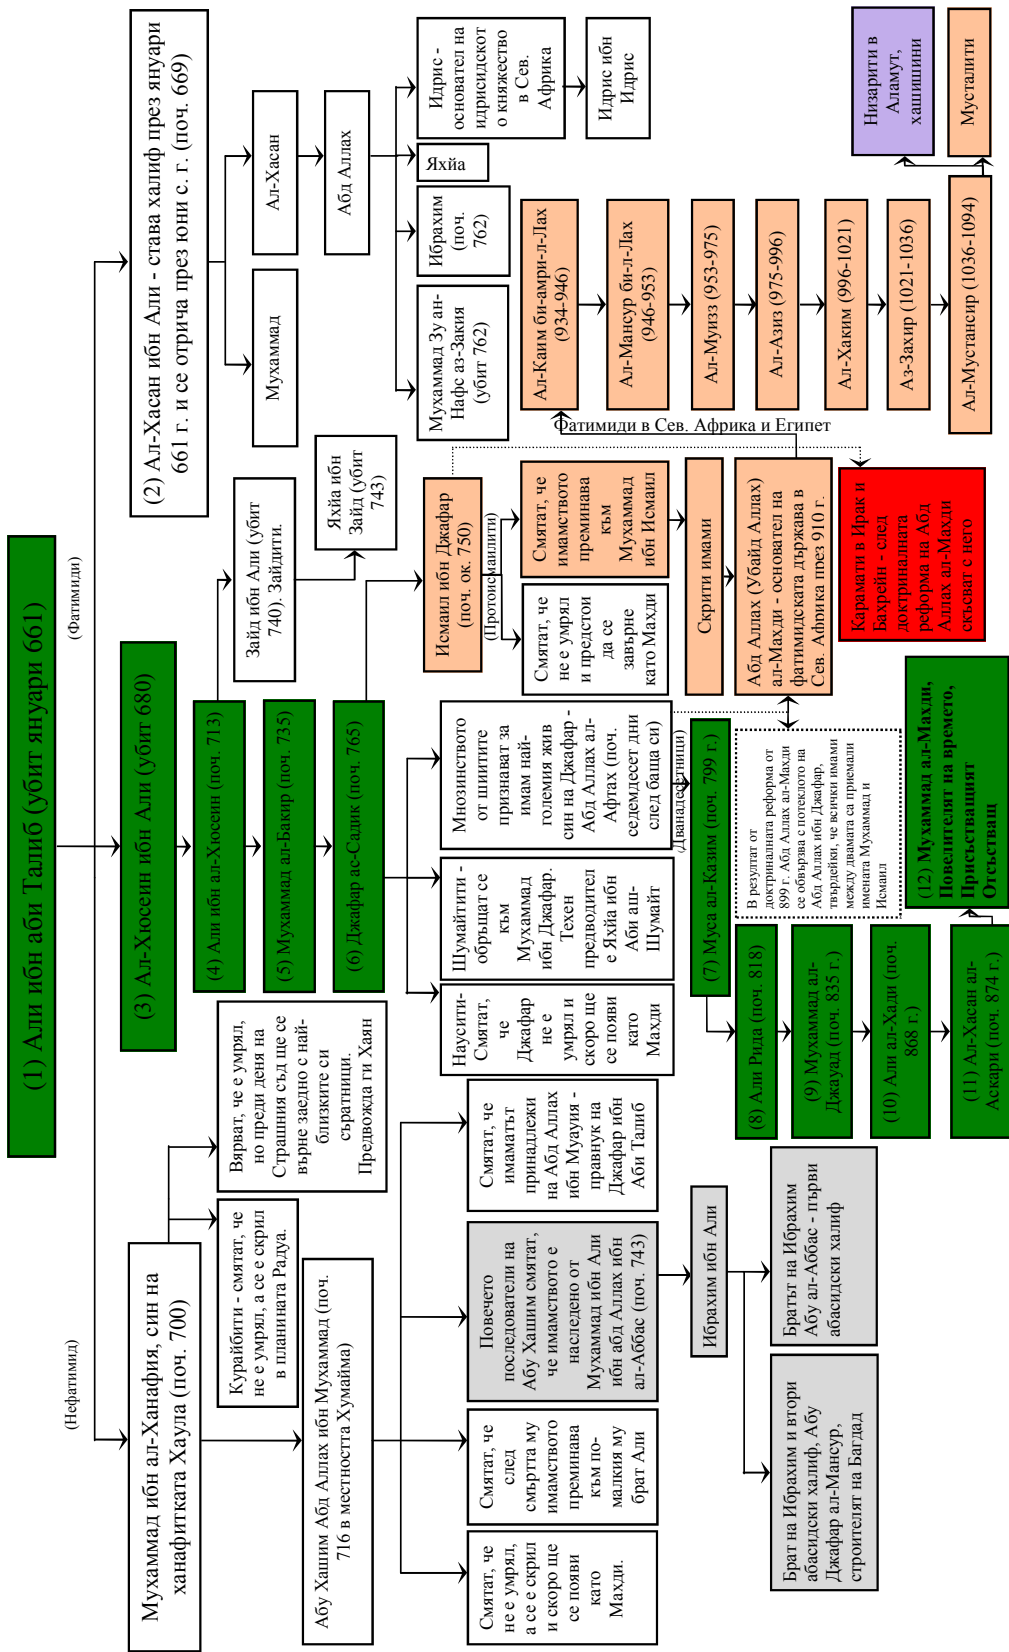 (1) Али ибн аби Талиб (убит януари 661)
(Нефатимид)
(Фатимиди)
Мухаммад ибн ал-Ханафия, син на
ханафитката Хаула (поч. 700)
(3) Ал-Хюсеин ибн Али (убит 680)
(2) Ал-Хасан ибн Али - става халиф през януари
661 г. и се отрича през юни с. г. (поч. 669)
Курайбити - смятат, че
не е умрял, а се е скрил
в планината Радуа.
Вярват, че е умрял,
но преди деня на
Страшния съд ще се
върне заедно с най-
близките си
съратници.
Предвожда ги Хаян
(4) Али ибн ал-Хюсеин (поч. 713)
Зайд ибн Али (убит
740). Зайдити.
Мухаммад
Ал-Хасан
(5) Мухаммад ал-Бакир (поч. 735)
Яхйа ибн
Зайд (убит
743)
Абд Аллах
Абу Хашим Абд Аллах ибн Мухаммад (поч.
716 в местността Хумайма)
(6) Джафар ас-Садик (поч. 765)
Мухаммад Зу ан-
Нафс аз-Закия
(убит 762)
Ибрахим
(поч.
762)
Яхйа
Идрис -
основател на
идрисидскот
о княжество
в Сев.
Африка
Исмаил ибн Джафар
(поч. ок. 750)
(Протоисмаилити)
Идрис ибн
Идрис
Смятат, че
не е умрял,
а се е скрил
и скоро ще
се появи
като
Махди.
Смятат, че
след
смъртта му
имамството
преминава
към по-
малкия му
брат Али
Повечето
последователи на
Абу Хашим смятат,
че имамството е
наследено от
Мухаммад ибн Али
ибн абд Аллах ибн
ал-Аббас (поч. 743)
Смятат, че
имаматът
принадлежи
на Абд Аллах
ибн Муауия -
правнук на
Джафар ибн
Аби Талиб
Наусити-
Смятат,
че
Джафар
не е
умрял и
скоро ще
се появи
като
Махди
Шумайтити -
обръщат се
към
Мухаммад
ибн Джафар.
Техен
предводител
е Яхйа ибн
Аби аш-
Шумайт
Мнозинството
от шиитите
признават за
имам най-
големия жив
син на Джафар -
Абд Аллах ал-
Афтах (поч.
седемдесет дни
след баща си)
Смятат, че
не е умрял
и предстои
да се
завърне
като Махди
Смятат, че
имамството
преминава
към
Мухаммад
ибн Исмаил
Ал-Каим би-амри-л-Лах
(934-946)
Ал-Мансур би-л-Лах
(946-953)
Фатимиди в Сев. Африка и Египет
(Дванадесетници)
Ибрахим ибн Али
(7) Муса ал-Казим (поч. 799 г.)
Скрити имами
Ал-Муизз (953-975)
(8) Али Рида (поч. 818)
В резултат от
доктриналната реформа от
899 г. Абд Аллах ал-Махди
се обвързва с потеклото на
Абд Аллах ибн Джафар,
твърдейки, че всички имами
между двамата са приемали
имената Мухаммад и
Исмаил
Абд Аллах (Убайд Аллах)
ал-Махди - основател на
фатимидската държава в
Сев. Африка през 910 г.
Ал-Азиз (975-996)
Брат на Ибрахим и втори
абасидски халиф, Абу
Джафар ал-Мансур,
строителят на Багдад
Братът на Ибрахим
Абу ал-Аббас - първи
абасидски халиф
(9) Мухаммад ал-
Джауад (поч. 835 г.)
Ал-Хаким (996-1021)
Карамати в Ирак и
Бахрейн - след
доктриналната
реформа на Абд
Аллах ал-Махди
скъсват с него
Низарити в
Аламут,
хашишини
(10) Али ал-Хади (поч.
868 г.)
Аз-Захир (1021-1036)
(12) Мухаммад ал-Махди,
Повелителят на времето,
Присъстващият
Отсъстващ
(11) Ал-Хасан ал-
Аскари (поч. 874 г.)
Ал-Мустансир (1036-1094)
Мусталити